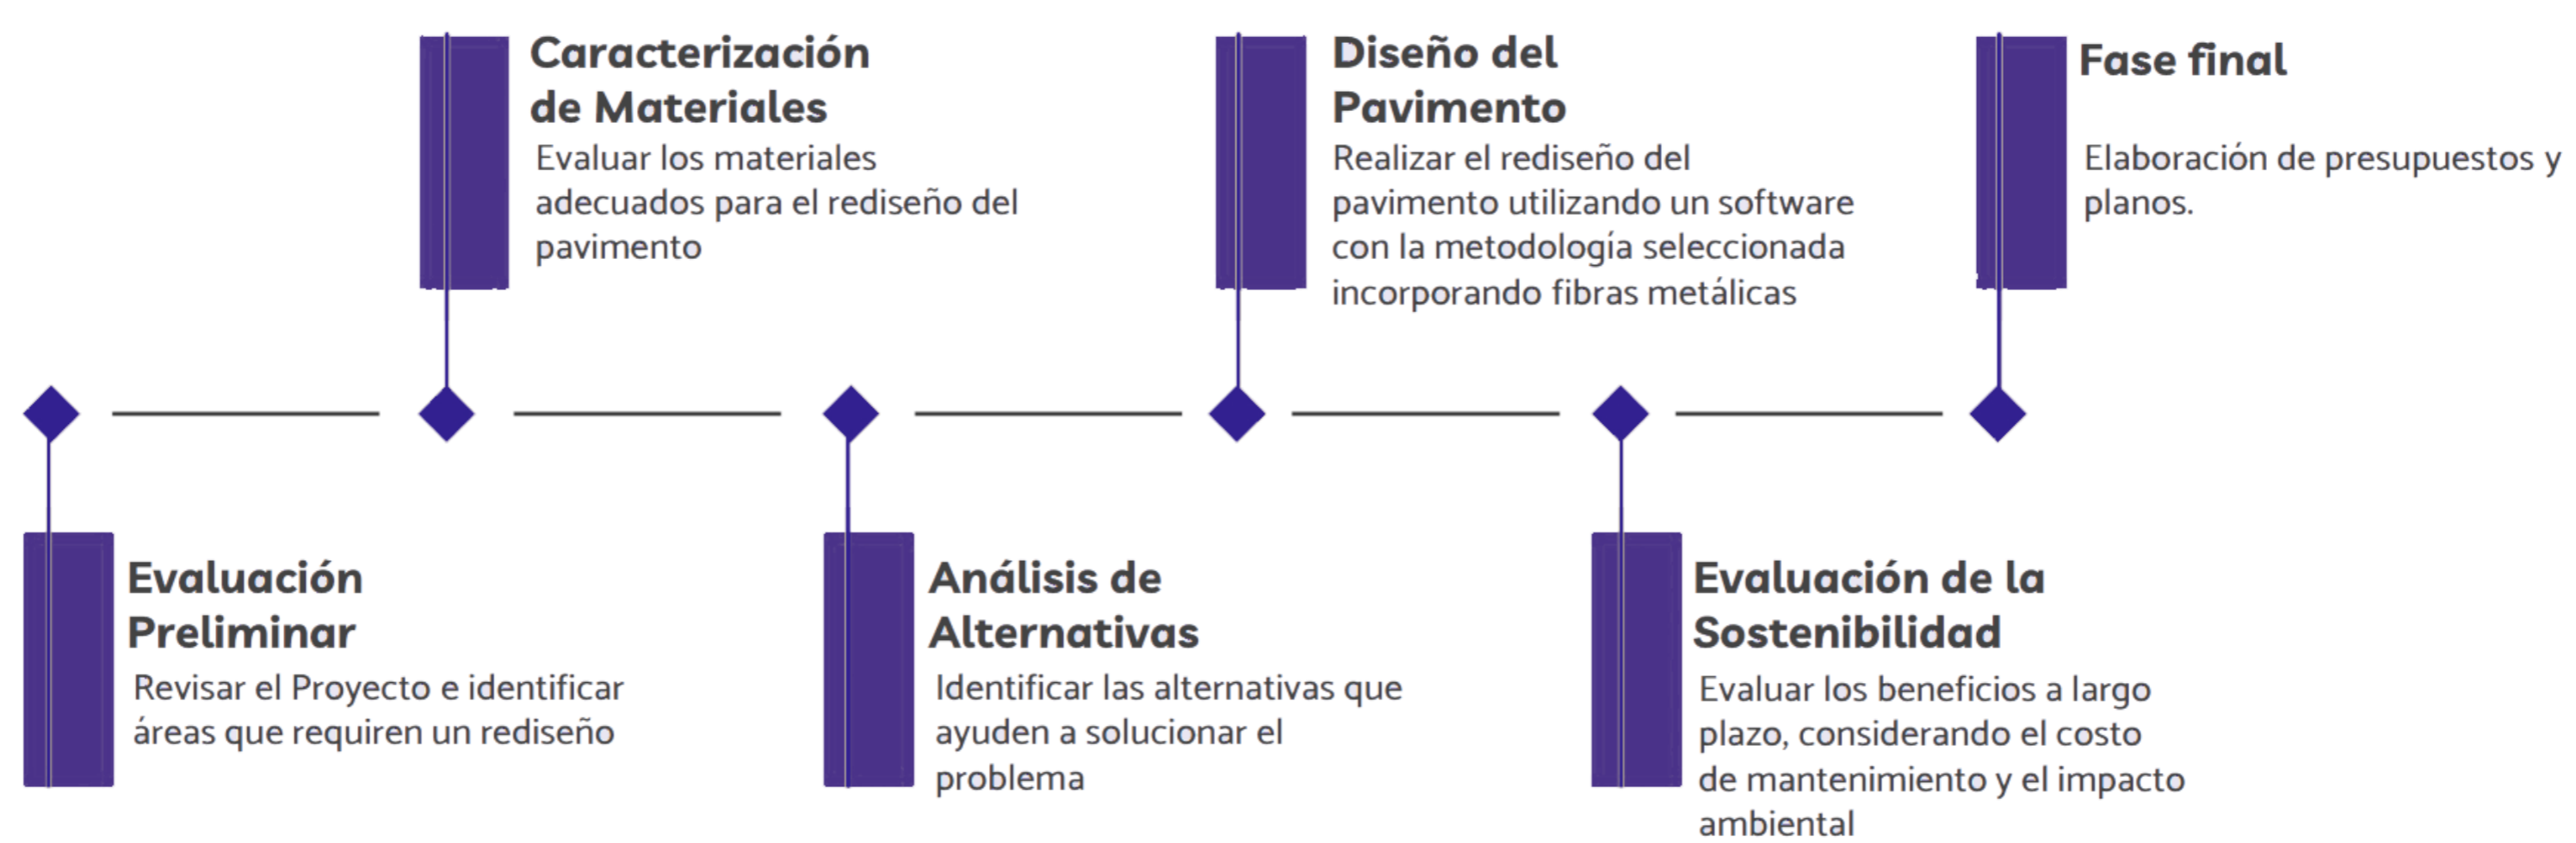 Evaluación
Preliminar
Revisar el Proyecto e identificar
áreas que requiren un rediseño
Caracterización
de Materiales
Evaluar los materiales
adecuados para el rediseño del
pavimento
Análisis de
Alternativas
Identificar las alternativas que
ayuden a solucionar el
problema
Diseño del
Pavimento
Realizar el rediseño del
pavimento utilizando un software
con la metodología seleccionada
incorporando fibras metálicas
Evaluación de la
Sostenibilidad
Evaluar los beneficios a largo
plazo, considerando el costo
de mantenimiento y el impacto
ambiental
Fase final
Elaboración de presupuestos y
planos.